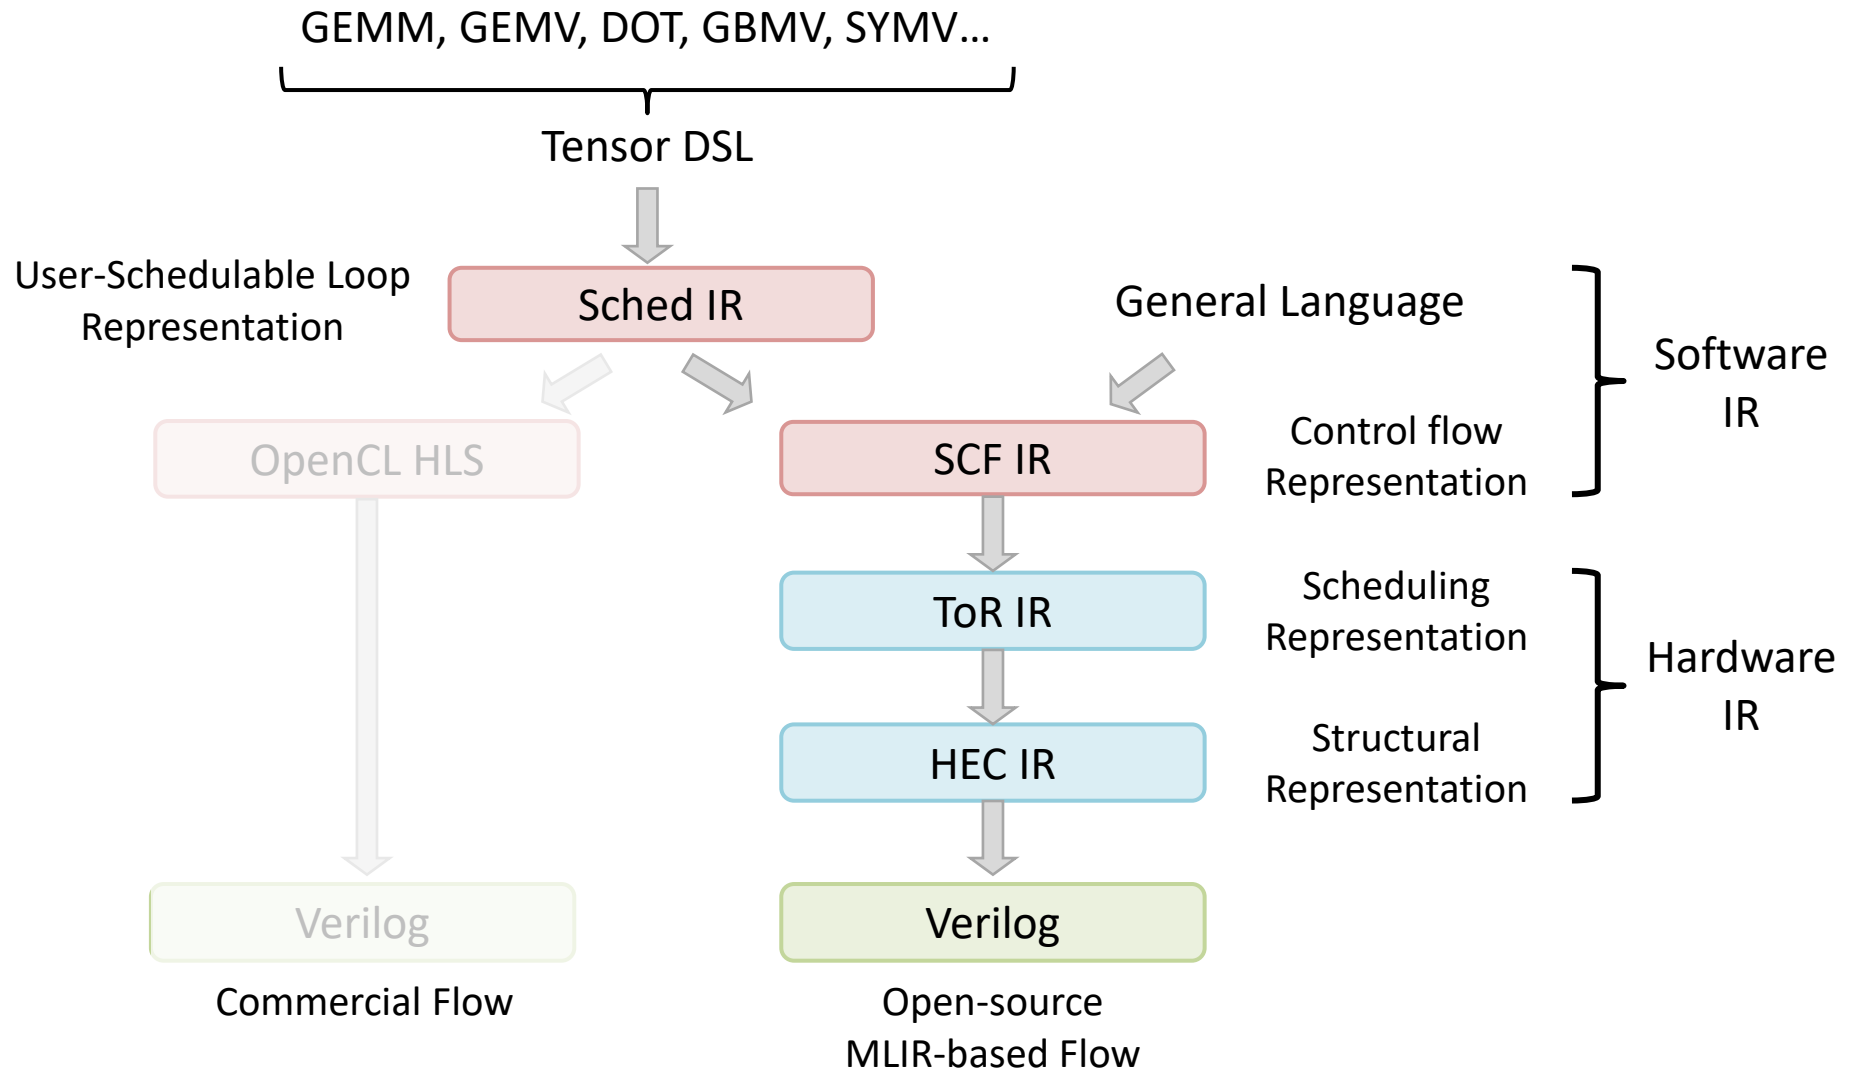 GEMM, GEMV, DOT, GBMV, SYMV…
Tensor DSL
User-Schedulable Loop
Representation
Sched IR
General Language
Software
IR
OpenCL HLS
SCF IR
Control flow
Representation
ToR IR
Scheduling
Representation
Hardware
IR
HEC IR
Structural
Representation
Verilog
Verilog
Commercial Flow
Open-source
MLIR-based Flow